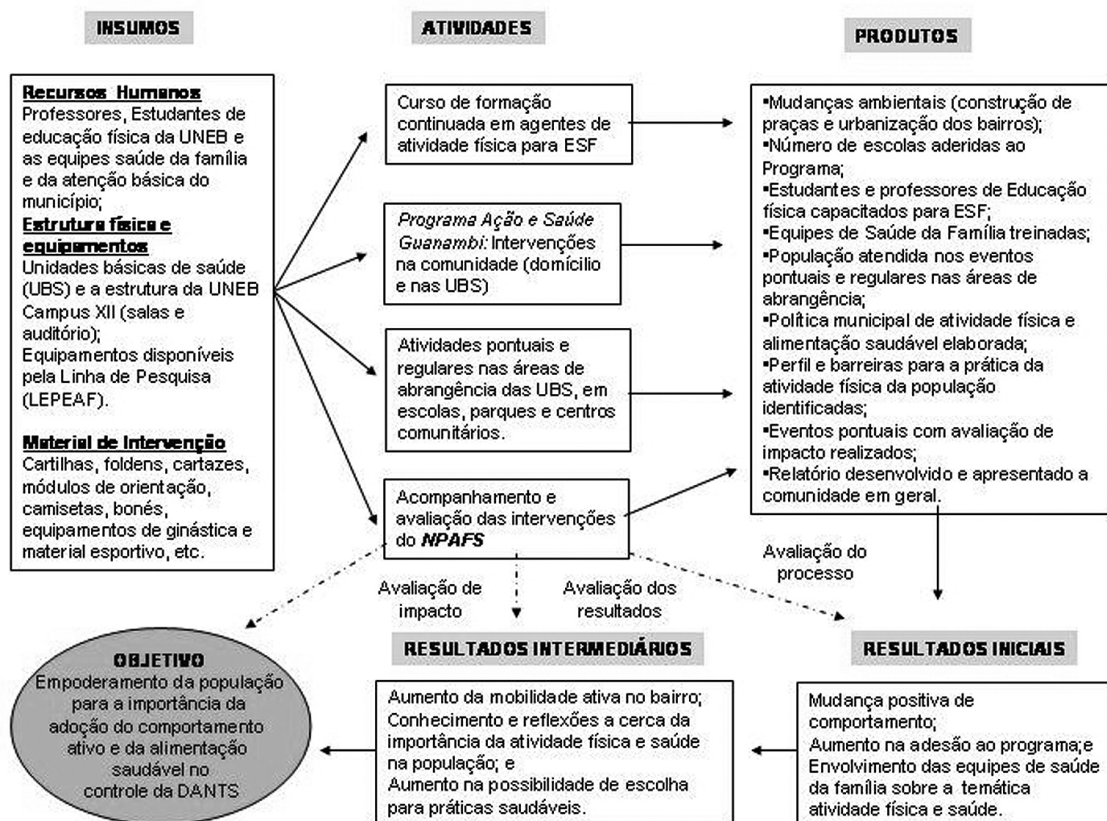 INSUMOS
Recursos Humanos
Professores, Estudantes de
educação física da UNEB e
as equipes saúde da família
e da atenção básica do
município;
Estrutura física e
equipamentos
Unidades básicas de saúde
(UBS) e a estrutura da UNEB
Campus XII (salas e
auditório);
Equipamentos disponíveis
pela Linha de Pesquisa
(LEPEAF).
Material de Intervenção
Cartilhas, foldens, cartazes,
módulos de orientação,
camisetas, bonés,
equipamentos de ginástica e
material esportivo, etc.
ATIVIDADES
Curso de formação
continuada em agentes de
atividade física para ESF
Programa Ação e Saúde
Guanambi: Intervenções
na comunidade (domícilio
e nas UBS)
Atividades pontuais e
regulares nas áreas de
abrangência das UBS, em
escolas, parques e centros
comunitários.
Acompanhamento e
avaliação das intervenções
do NPAFS
PRODUTOS
▪Mudanças ambientais (construção de
praças e urbanização dos bairros);
▪Número de escolas aderidas ao
Programa;
▪Estudantes e professores de Educação
física capacitados para ESF;
▪Equipes de Saúde da Família treinadas;
▪População atendida nos eventos
pontuais e regulares nas áreas de
abrangência;
▪Política municipal de atividade física e
alimentação saudável elaborada;
▪Perfil e barreiras para a prática da
atividade física da população
identificadas;
▪Eventos pontuais com avaliação de
impacto realizados;
▪Relatório desenvolvido e apresentado a
comunidade em geral.
Avaliação de
impacto
Avaliação dos
resultados
Avaliação do
processo
OBJETIVO
Empoderamento da população
para a importância da
adoção do comportamento
ativo e da alimentação
saudável no
controle da DANTS
RESULTADOS INTERMEDIÁRIOS
Aumento da mobilidade ativa no bairro;
Conhecimento e reflexões a cerca da
importância da atividade física e saúde
na população; e
Aumento na possibilidade de escolha
para práticas saudáveis.
RESULTADOS INICIAIS
Mudança positiva de
comportamento;
Aumento na adesão ao programa;e
Envolvimento das equipes de saúde
da família sobre a temática
atividade física e saúde.